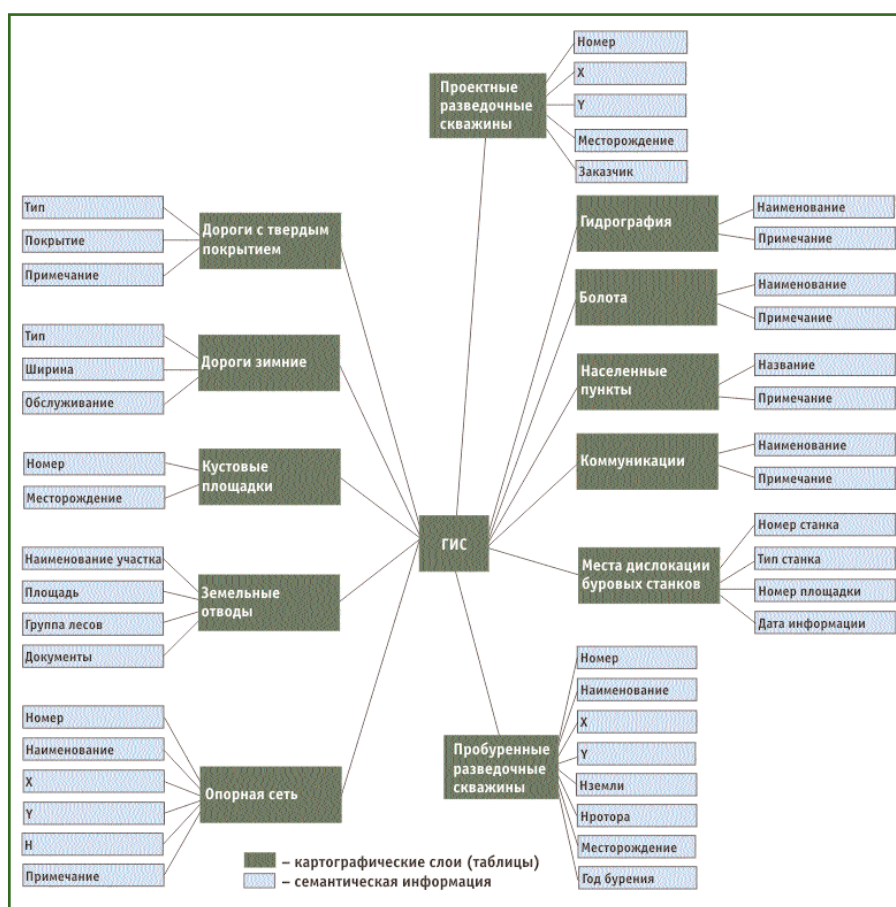 Проектные
разведочные
скважины
Номер
X
Y
Месторождение
Заказчик
Тип
Покрытие
Примечание
Дороги с твердым
покрытием
Гидрография
Наименование
Примечание
Болота
Наименование
Примечание
Тип
Ширина
Обслуживание
Дороги зимние
Населенные
пункты
Название
Примечание
Номер
Месторождение
Кустовые
площадки
Коммуникации
Наименование
Примечание
ГИС
Места дислокации
буровых станков
Номер станка
Тип станка
Номер площадки
Дата информации
Наименование участка
Площадь
Группа лесов
Документы
Земельные
отводы
Номер
Наименование
X
Y
H
Примечание
Опорная сеть
Пробуренные
разведочные
скважины
Номер
Наименование
X
Y
Hземли
Hротора
Месторождение
Год бурения
– картографические слои (таблицы)
– семантическая информация